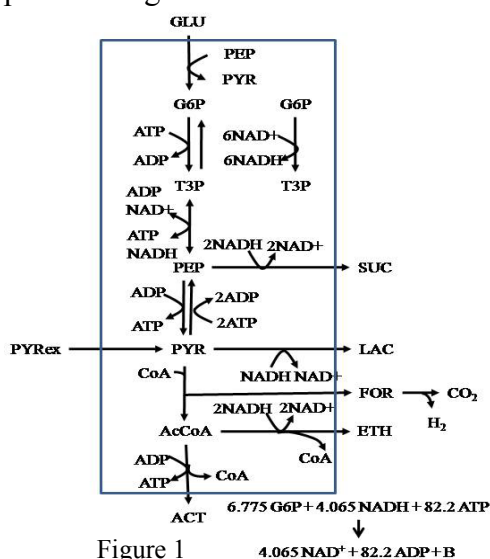 GLU
PEP
PYR
G6P G6P
ATP
ADP
6NAD+
6NADH
T3P T3P
ADP
NAD+
ATP
NADH
2NADH 2NAD+
PEP SUC
ADP
ATP
2ADP
2ATP
PYRex PYR LAC
NADH NAD+
CoA
FOR CO2
H2
2NADH 2NAD+
AcCoA ETH
CoA
ADP
ATP
CoA
ACT
6.775 G6P + 4.065 NADH + 82.2 ATP
4.065 NAD+ + 82.2 ADP + B
Figure 1